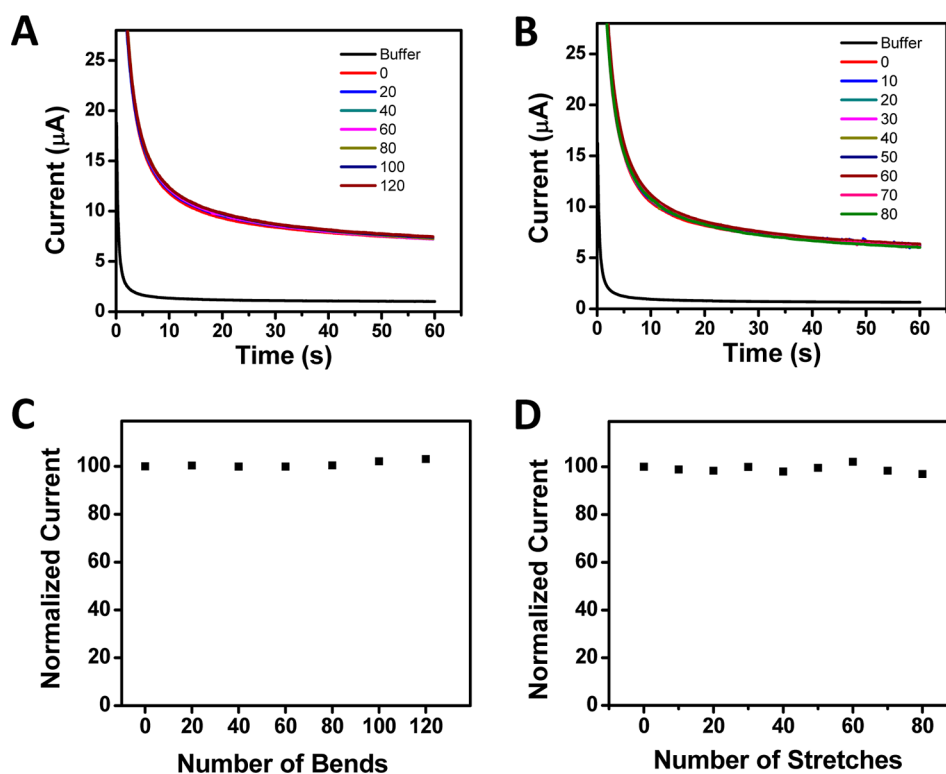 A
Current (μA)
25
20
15
10
5
0
Buffer
0
20
40
60
80
100
120
0 10 20 30 40 50 60
Time (s)
B
Current (μA)
25
20
15
10
5
0
Buffer
0
10
20
30
40
50
60
70
80
0 10 20 30 40 50 60
Time (s)
C
Normalized Current
100
80
60
40
20
0
0 20 40 60 80 100 120
Number of Bends
D
Normalized Current
100
80
60
40
20
0
0 20 40 60 80
Number of Stretches